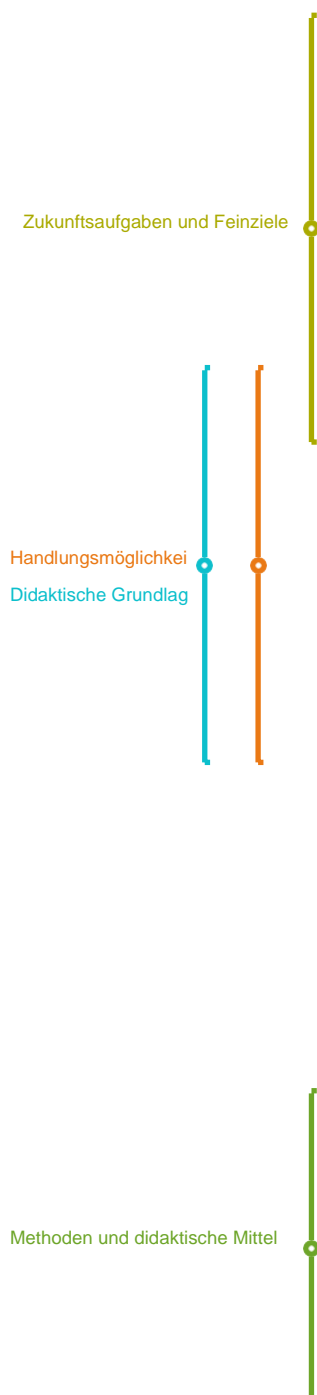 Zukunftsaufgaben und Feinziele
Handlungsmöglichkei
Didaktische Grundlag
Methoden und didaktische Mittel